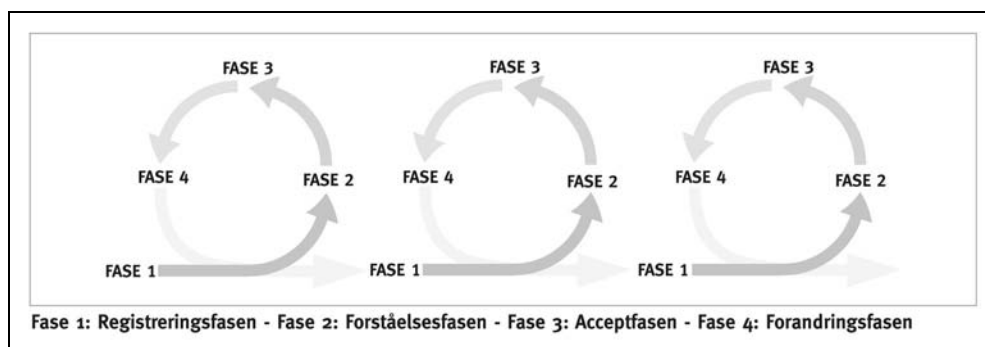 FASE 3 FASE 3 FASE 3
FASE 4 FASE 2 FASE 4 FASE 2 FASE 4 FASE 2
FASE 1 FASE 1 FASE 1
Fase 1: Registreringsfasen - Fase 2: Forståelsesfasen - Fase 3: Acceptfasen - Fase 4: Forandringsfasen